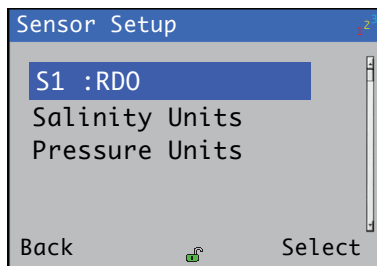 Sensor Setup
S1 :RDO
Salinity Units
Pressure Units
Back Select